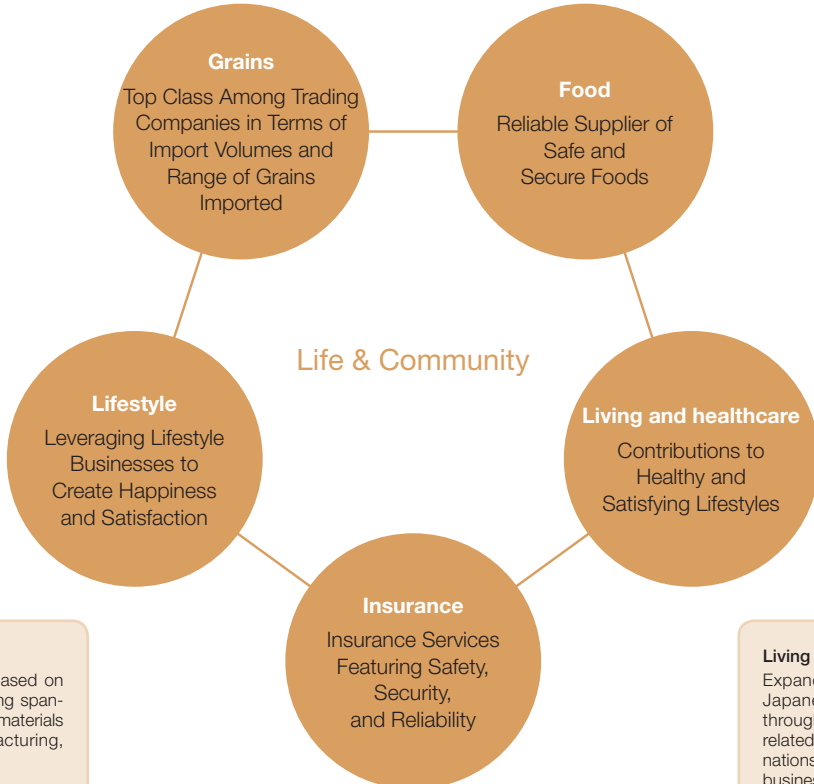 Grains
Top Class Among Trading
Companies in Terms of
Import Volumes and
Range of Grains
Imported
Food
Reliable Supplier of
Safe and
Secure Foods
Life & Community
Lifestyle
Leveraging Lifestyle
Businesses to
Create Happiness
and Satisfaction
Living and healthcare
Contributions to
Healthy and
Satisfying Lifestyles
Insurance
Insurance Services
Featuring Safety,
Security,
and Reliability
ased on
ng span-
materials
acturing,
Living
Expand
Japane
through
related
nations
busines